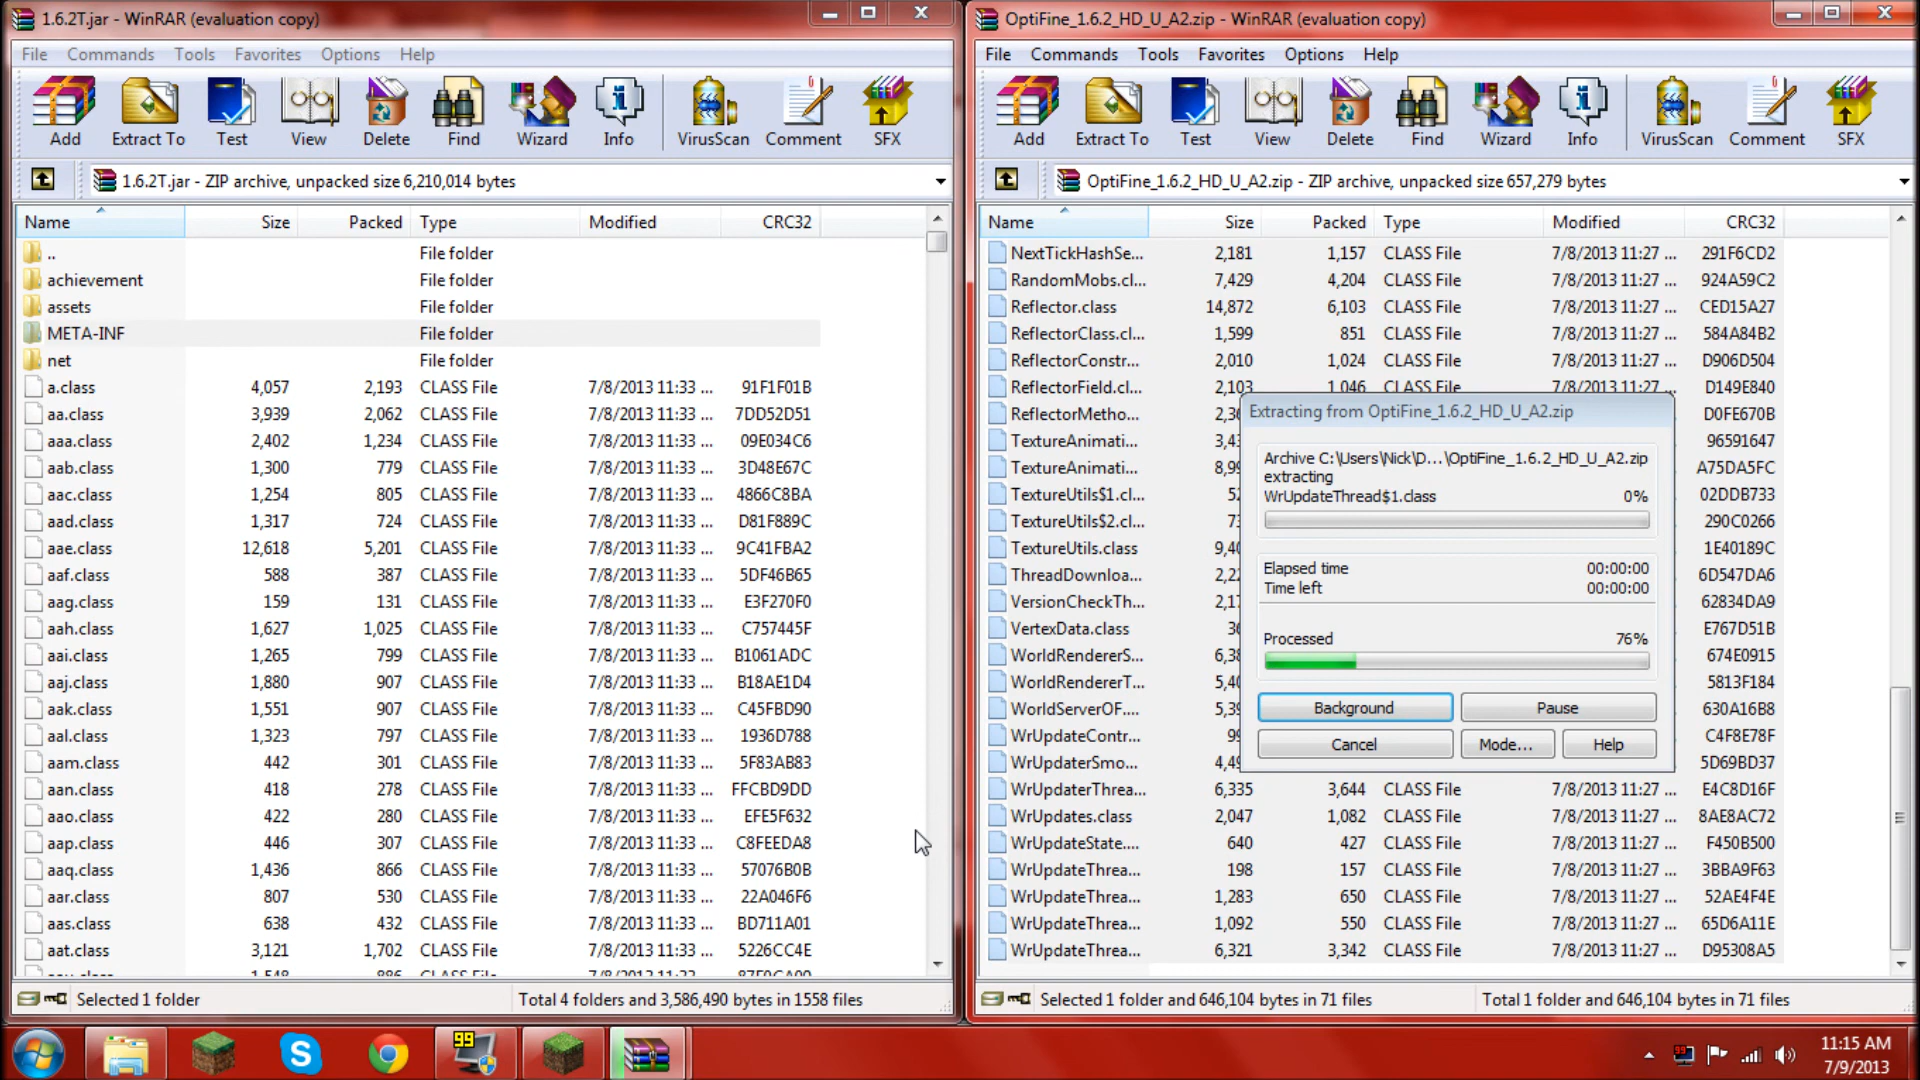 1.6.2T.jar - WinRAR (evaluation copy)
File Commands Tools Favorites Options Help
Add Extract To Test View Delete Find Wizard Info VirusScan Comment SFX
1.6.2T.jar - ZIP archive, unpacked size 6,210,014 bytes
Name Size Packed Type Modified CRC32
.. File folder
achievement File folder
assets File folder
META-INF File folder
net File folder
a.class 4,057 2,193 CLASS File 7/8/2013 11:33 ... 91F1F01B
aa.class 3,939 2,062 CLASS File 7/8/2013 11:33 ... 7DD52D51
aaa.class 2,402 1,234 CLASS File 7/8/2013 11:33 ... 09E034C6
aab.class 1,300 779 CLASS File 7/8/2013 11:33 ... 3D48E67C
aac.class 1,254 805 CLASS File 7/8/2013 11:33 ... 4866C8BA
aad.class 1,317 724 CLASS File 7/8/2013 11:33 ... D81F889C
aae.class 12,618 5,201 CLASS File 7/8/2013 11:33 ... 9C41FBA2
aaf.class 588 387 CLASS File 7/8/2013 11:33 ... 5DF46B65
aag.class 159 131 CLASS File 7/8/2013 11:33 ... E3F270F0
aah.class 1,627 1,025 CLASS File 7/8/2013 11:33 ... C757445F
aai.class 1,265 799 CLASS File 7/8/2013 11:33 ... B1061ADC
aaj.class 1,880 907 CLASS File 7/8/2013 11:33 ... B18AE1D4
aak.class 1,551 907 CLASS File 7/8/2013 11:33 ... C45FBD90
aal.class 1,323 797 CLASS File 7/8/2013 11:33 ... 1936D788
aam.class 442 301 CLASS File 7/8/2013 11:33 ... 5F83AB83
aan.class 418 278 CLASS File 7/8/2013 11:33 ... FFCBD9DD
aao.class 422 280 CLASS File 7/8/2013 11:33 ... EFE5F632
aap.class 446 307 CLASS File 7/8/2013 11:33 ... C8FEEDA8
aaq.class 1,436 866 CLASS File 7/8/2013 11:33 ... 57076B0B
aar.class 807 530 CLASS File 7/8/2013 11:33 ... 22A046F6
aas.class 638 432 CLASS File 7/8/2013 11:33 ... BD711A01
aat.class 3,121 1,702 CLASS File 7/8/2013 11:33 ... 5226CC4E
Selected 1 folder Total 4 folders and 3,586,490 bytes in 1558 files
OptiFine_1.6.2_HD_U_A2.zip - WinRAR (evaluation copy)
File Commands Tools Favorites Options Help
Add Extract To Test View Delete Find Wizard Info VirusScan Comment SFX
OptiFine_1.6.2_HD_U_A2.zip - ZIP archive, unpacked size 657,279 bytes
Name Size Packed Type Modified CRC32
NextTickHashSe... 2,181 1,157 CLASS File 7/8/2013 11:27 ... 291F6CD2
RandomMobs.cl... 7,429 4,204 CLASS File 7/8/2013 11:27 ... 924A59C2
Reflector.class 14,872 6,103 CLASS File 7/8/2013 11:27 ... CED15A27
ReflectorClass.cl... 1,599 851 CLASS File 7/8/2013 11:27 ... 584A84B2
ReflectorConstr... 2,010 1,024 CLASS File 7/8/2013 11:27 ... D906D504
ReflectorField.cl... 2,103 1,046 CLASS File 7/8/2013 11:27 ... D149E840
ReflectorMetho... D0FE670B
TextureAnimati... 96591647
TextureAnimati... A75DA5FC
TextureUtils$1.cl... 02DDB733
TextureUtils$2.cl... 290C0266
TextureUtils.class 1E40189C
ThreadDownloa... 6D547DA6
VersionCheckTh... 62834DA9
VertexData.class E767D51B
WorldRendererS... 674E0915
WorldRendererT... 5813F184
WorldServerOF.... 630A16B8
WrUpdateContr... C4F8E78F
WrUpdaterSmo... 5D69BD37
WrUpdaterThrea... 6,335 3,644 CLASS File 7/8/2013 11:27 ... E4C8D16F
WrUpdates.class 2,047 1,082 CLASS File 7/8/2013 11:27 ... 8AE8AC72
WrUpdateState.... 640 427 CLASS File 7/8/2013 11:27 ... F450B500
WrUpdateThrea... 198 157 CLASS File 7/8/2013 11:27 ... 3BBA9F63
WrUpdateThrea... 1,283 650 CLASS File 7/8/2013 11:27 ... 52AE4F4E
WrUpdateThrea... 1,092 550 CLASS File 7/8/2013 11:27 ... 65D6A11E
WrUpdateThrea... 6,321 3,342 CLASS File 7/8/2013 11:27 ... D95308A5
Selected 1 folder and 646,104 bytes in 71 files Total 1 folder and 646,104 bytes in 71 files
Extracting from OptiFine_1.6.2_HD_U_A2.zip
Archive C:\Users\Nick\D...\OptiFine_1.6.2_HD_U_A2.zip
extracting
WrUpdateThread$1.class 0%
Elapsed time 00:00:00
Time left 00:00:00
Processed 76%
Background Pause
Cancel Mode... Help
99
11:15 AM
7/9/2013